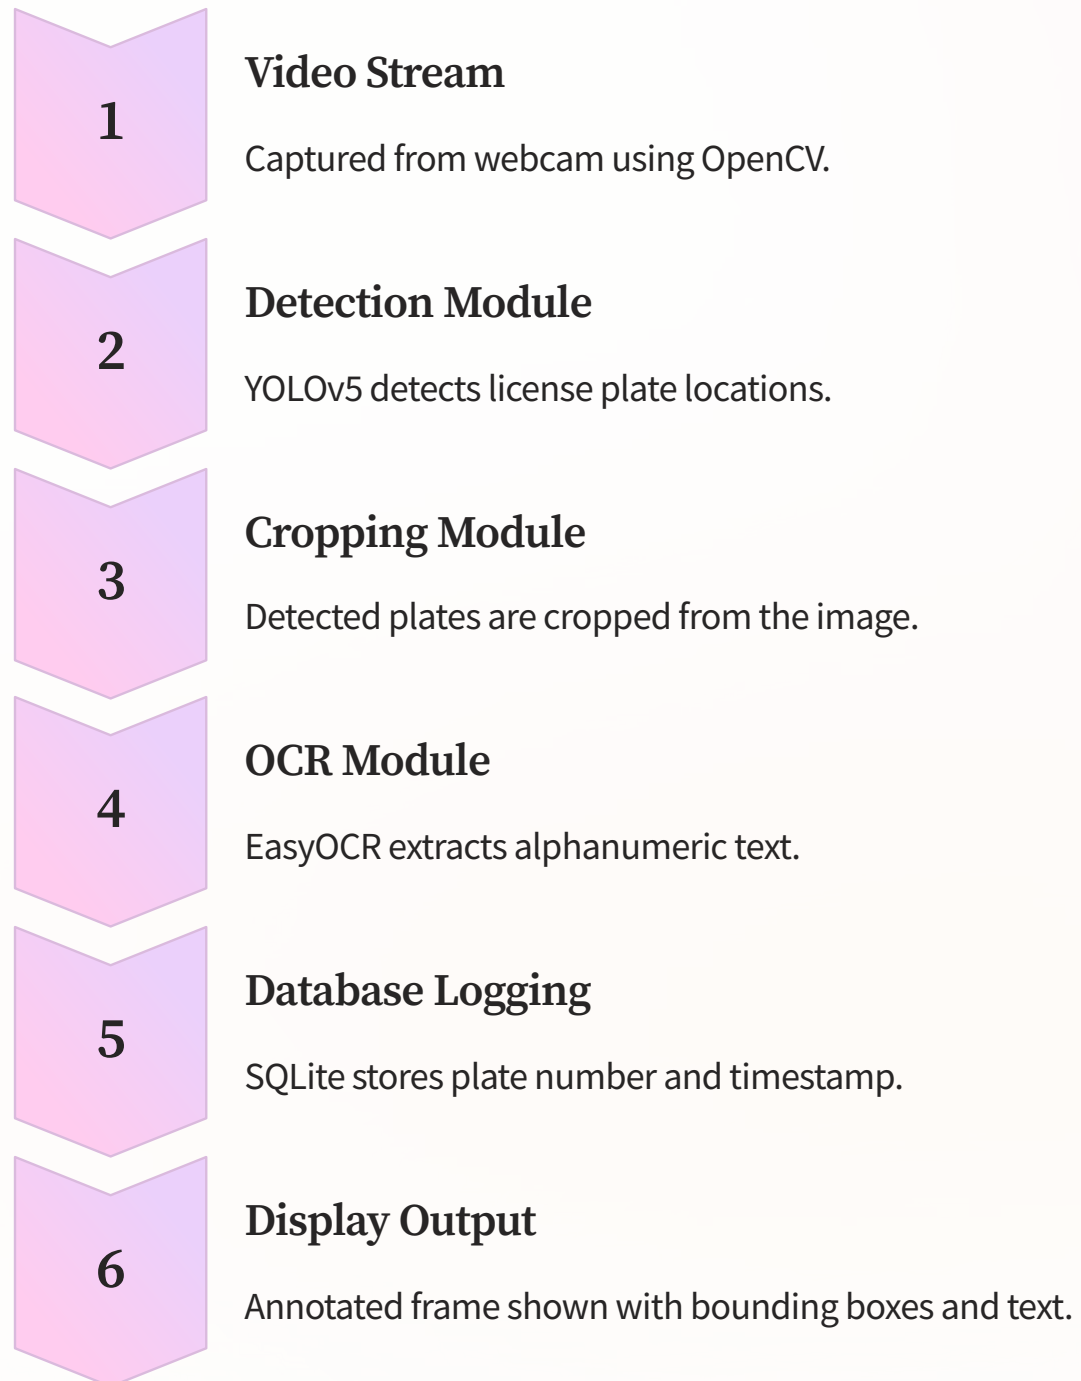 1
Video Stream
Captured from webcam using OpenCV.
2
Detection Module
YOLOv5 detects license plate locations.
3
Cropping Module
Detected plates are cropped from the image.
4
OCR Module
EasyOCR extracts alphanumeric text.
5
Database Logging
SQLite stores plate number and timestamp.
6
Display Output
Annotated frame shown with bounding boxes and text.